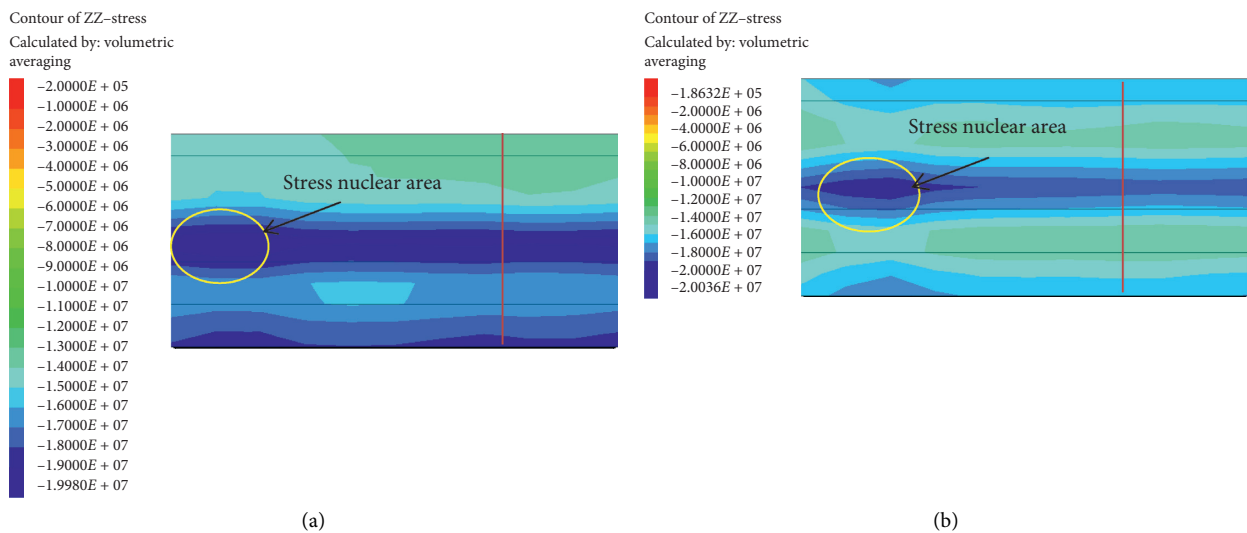 Contour of ZZ–stress
Calculated by: volumetric
averaging
–2.0000E + 05
–1.0000E + 06
–2.0000E + 06
–3.0000E + 06
–4.0000E + 06
–5.0000E + 06
–6.0000E + 06
–7.0000E + 06
–8.0000E + 06
–9.0000E + 06
–1.0000E + 07
–1.1000E + 07
–1.2000E + 07
–1.3000E + 07
–1.4000E + 07
–1.5000E + 07
–1.6000E + 07
–1.7000E + 07
–1.8000E + 07
–1.9000E + 07
–1.9980E + 07
Stress nuclear area
(a)
Contour of ZZ–stress
Calculated by: volumetric
averaging
–1.8632E + 05
–2.0000E + 06
–4.0000E + 06
–6.0000E + 06
–8.0000E + 06
–1.0000E + 07
–1.2000E + 07
–1.4000E + 07
–1.6000E + 07
–1.8000E + 07
–2.0000E + 07
–2.0036E + 07
Stress nuclear area
(b)